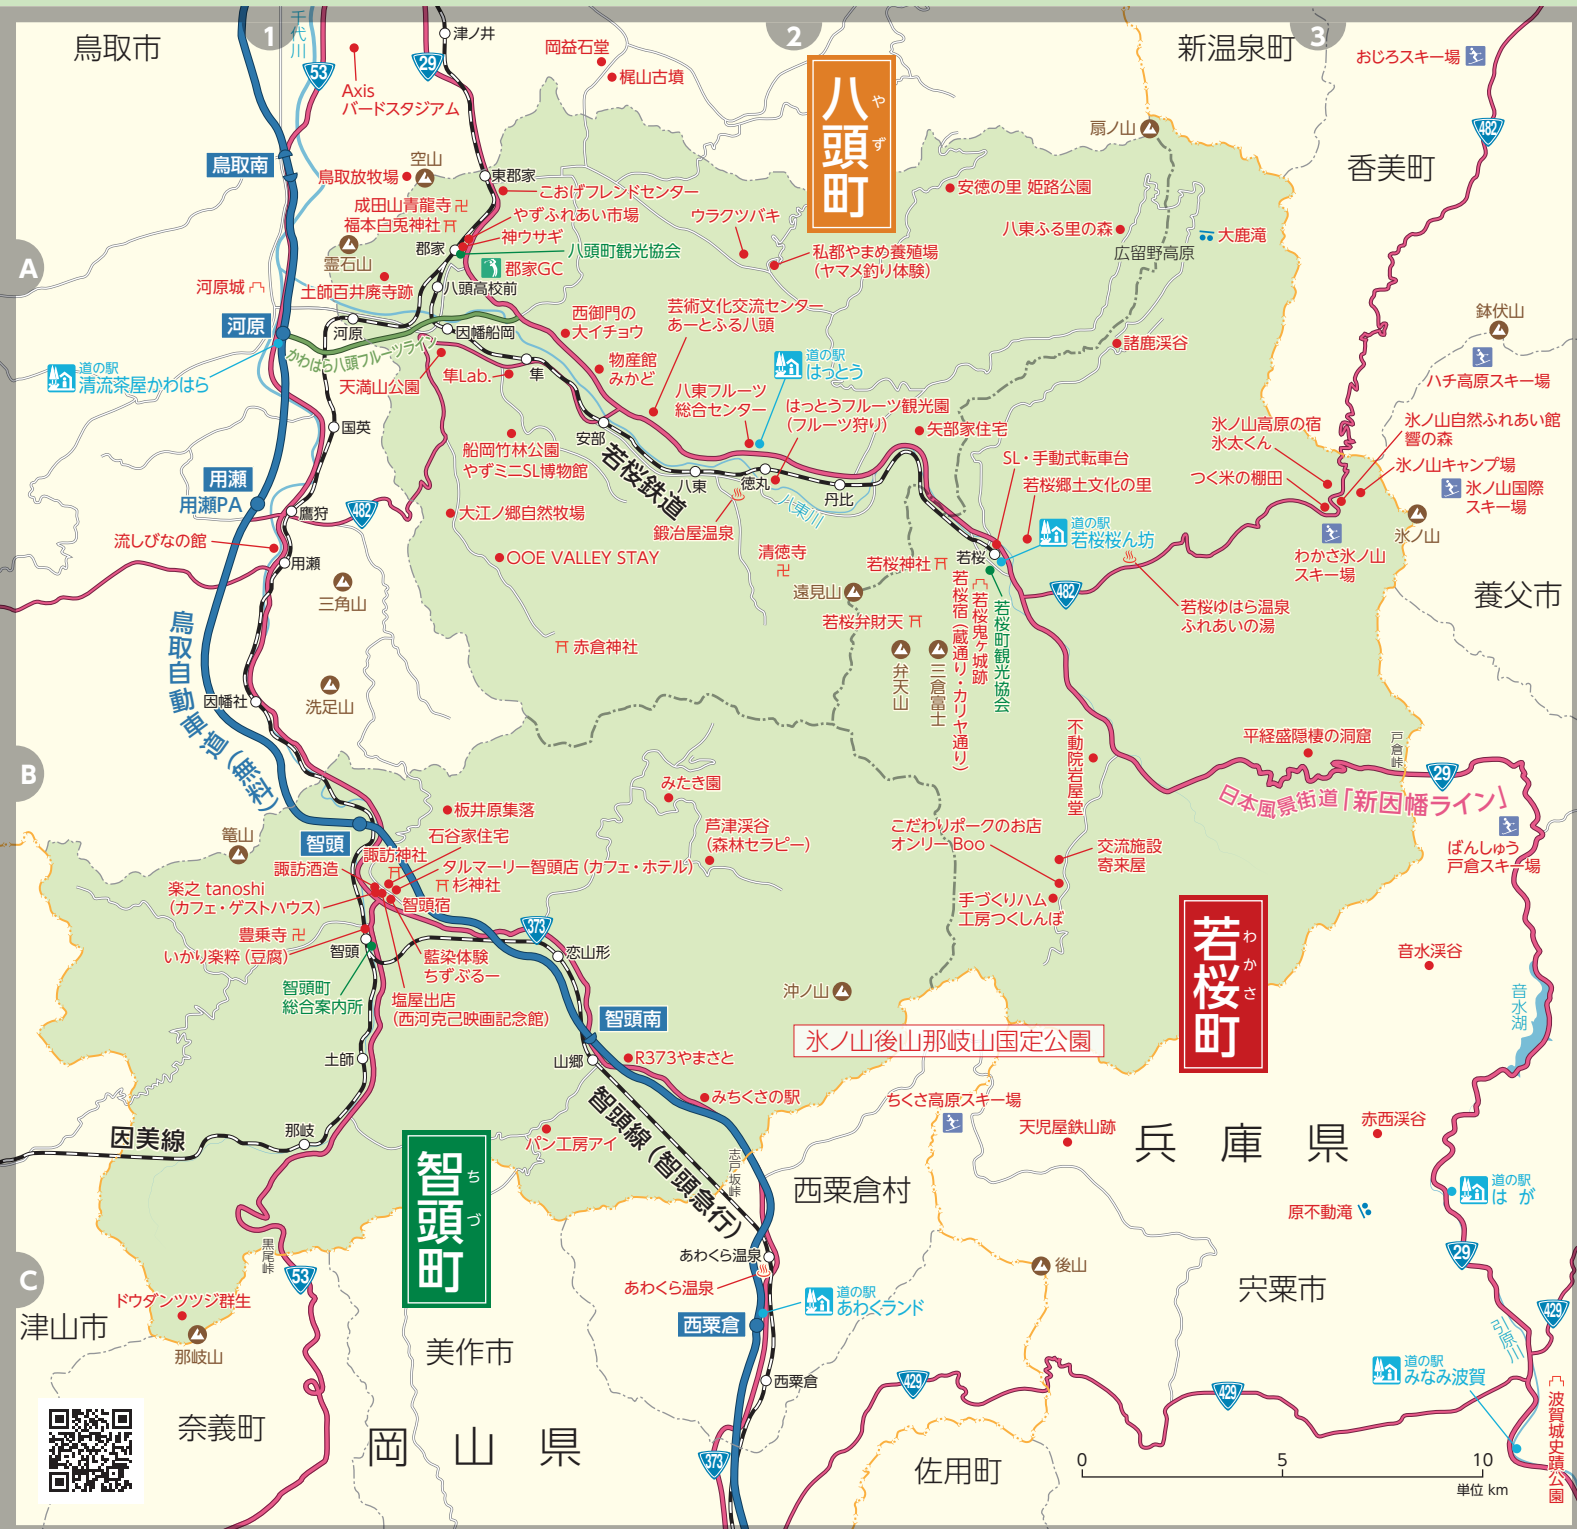 1
2
3
A
B
C
鳥取市
千代川
53
Axis
バードスタジアム
29
津ノ井
岡益石堂
梶山古墳
八頭町
やず
新温泉町
おじろスキー場
482
扇ノ山
香美町
鳥取南
空山
鳥取放牧場
東郡家
こおげフレンドセンター
成田山青龍寺
福本白兎神社
やずふれあい市場
神ウサギ
郡家
八頭町観光協会
霊石山
郡家GC
土師百井廃寺跡
八頭高校前
河原城
ウラクツバキ
私都やまめ養殖場
(ヤマメ釣り体験)
安徳の里 姫路公園
八東ふる里の森
広留野高原
大鹿滝
河原
河原
因幡船岡
かわはら八頭フルーツライン
道の駅
清流茶屋かわはら
天満山公園
隼Lab.
隼
西御門の
大イチョウ
物産館
みかど
芸術文化交流センター
あーとふる八頭
道の駅
はっとう
八東フルーツ
総合センター
はっとうフルーツ観光園
(フルーツ狩り)
諸鹿渓谷
鉢伏山
ハチ高原スキー場
国英
船岡竹林公園
やずミニSL博物館
安部
若桜鉄道
八東
徳丸
丹比
八東川
鍛冶屋温泉
矢部家住宅
SL・手動式転車台
若桜郷土文化の里
氷ノ山高原の宿
氷太くん
氷ノ山自然ふれあい館
響の森
つく米の棚田
氷ノ山キャンプ場
氷ノ山国際
スキー場
氷ノ山
わかさ氷ノ山
スキー場
用瀬
用瀬PA
鷹狩
482
大江ノ郷自然牧場
流しびなの館
用瀬
OOE VALLEY STAY
清徳寺
若桜神社
若桜
道の駅
若桜桜ん坊
482
若桜ゆはら温泉
ふれあいの湯
養父市
三角山
遠見山
若桜弁財天
赤倉神社
弁天山
三倉富士
若桜宿(蔵通り・カリヤ通り)
若桜鬼ヶ城跡
若桜町観光協会
鳥取自動車道(無料)
因幡社
洗足山
不動院岩屋堂
平経盛隠棲の洞窟
戸倉峠
29
日本風景街道「新因幡ライン」
みたき園
板井原集落
芦津渓谷
(森林セラピー)
籠山
智頭
石谷家住宅
諏訪神社
諏訪酒造
タルマーリー智頭店(カフェ・ホテル)
杉神社
楽之 tanoshi
(カフェ・ゲストハウス)
智頭宿
こだわりポークのお店
オンリー Boo
交流施設
寄来屋
手づくりハム
工房つくしんぼ
ばんしゅう
戸倉スキー場
豊乗寺
いかり楽粋(豆腐)
智頭
373
恋山形
藍染体験
ちずぶるー
智頭町
総合案内所
塩屋出店
(西河克己映画記念館)
沖ノ山
若桜町
わかさ
音水渓谷
音水湖
智頭南
氷ノ山後山那岐山国定公園
土師
山郷
R373やまさと
みちくさの駅
ちくさ高原スキー場
天児屋鉄山跡
兵庫県
赤西渓谷
那岐
因美線
智頭町
ちづ
パン工房アイ
智頭線(智頭急行)
志戸坂峠
西粟倉村
道の駅
はが
原不動滝
黒尾峠
53
あわくら温泉
あわくら温泉
後山
29
宍粟市
ドウダンツツジ群生
津山市
那岐山
西粟倉
道の駅
あわくランド
429
引原川
美作市
西粟倉
429
429
道の駅
みなみ波賀
波賀城史蹟公園
奈義町
岡山県
373
佐用町
0
5
10
単位 km